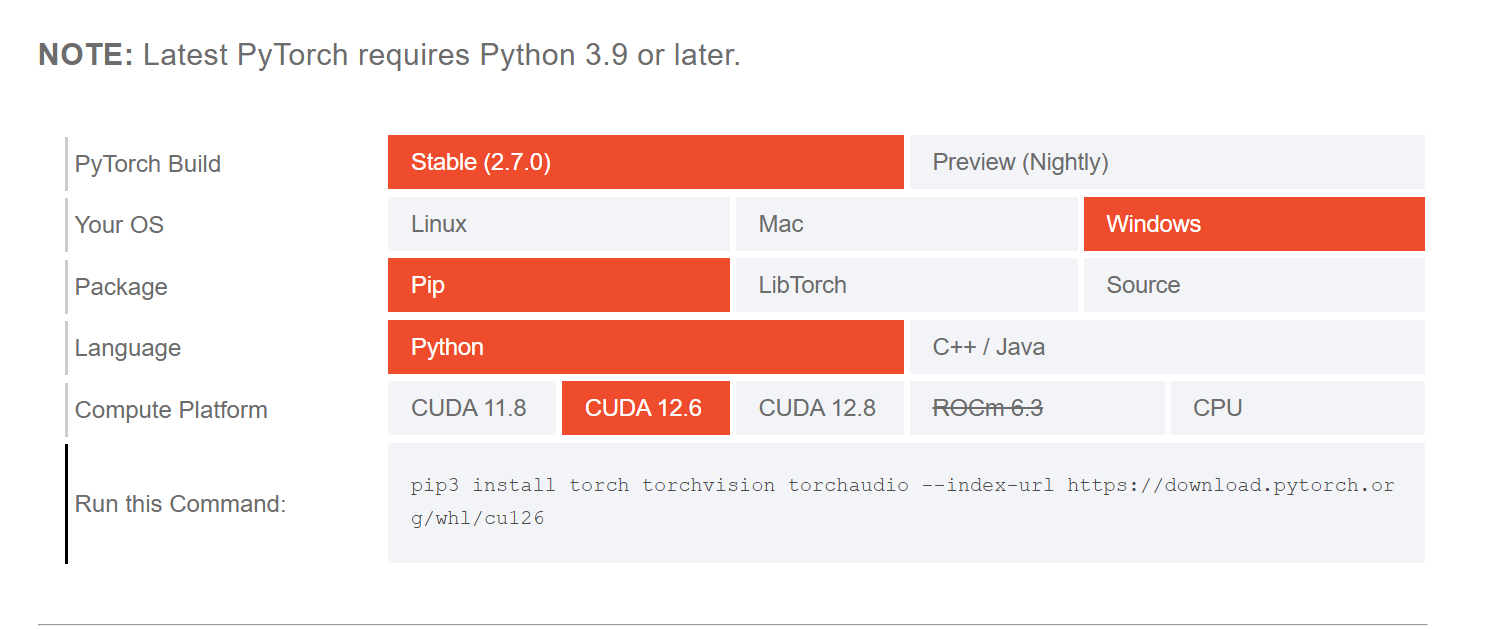 NOTE: Latest PyTorch requires Python 3.9 or later.
PyTorch Build
Stable (2.7.0)
Preview (Nightly)
Your OS
Linux
Mac
Windows
Package
Pip
LibTorch
Source
Language
Python
C++ / Java
Compute Platform
CUDA 11.8
CUDA 12.6
CUDA 12.8
ROCm 6.3
CPU
Run this Command:
pip3 install torch torchvision torchaudio --index-url https://download.pytorch.or
g/whl/cu126